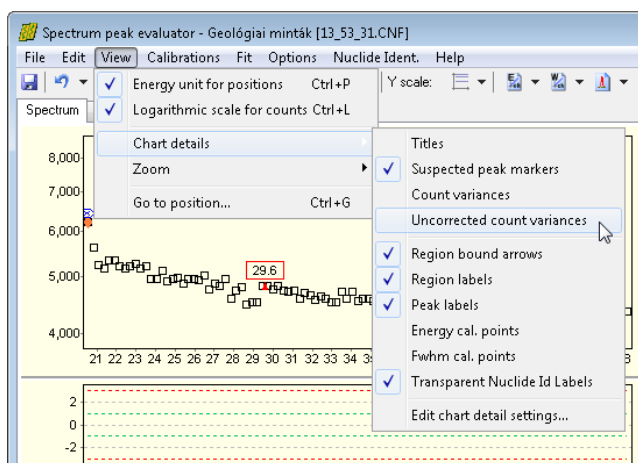 Spectrum peak evaluator - Geológiai minták [13_53_31.CNF]
File Edit View Calibrations Fit Options Nuclide Ident. Help
Y scale:
Spectrum
Energy unit for positions Ctrl+P
Logarithmic scale for counts Ctrl+L
Chart details
Zoom
Go to position... Ctrl+G
Titles
Suspected peak markers
Count variances
Uncorrected count variances
Region bound arrows
Region labels
Peak labels
Energy cal. points
Fwhm cal. points
Transparent Nuclide Id Labels
Edit chart detail settings...
8,000
7,000
6,000
5,000
4,000
29.6
21 22 23 24 25 26 27 28 29 30 31 32 33 34
2
0
-2